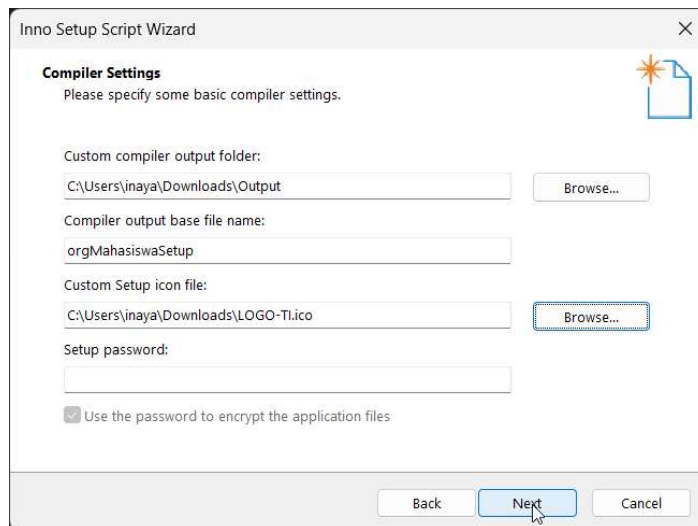 Inno Setup Script Wizard
Compiler Settings
Please specify some basic compiler settings.
Custom compiler output folder:
C:\Users\inaya\Downloads\Output
Browse...
Compiler output base file name:
orgMahasiswaSetup
Custom Setup icon file:
C:\Users\inaya\Downloads\LOGO-TI.ico
Browse...
Setup password:
Use the password to encrypt the application files
Back
Next
Cancel